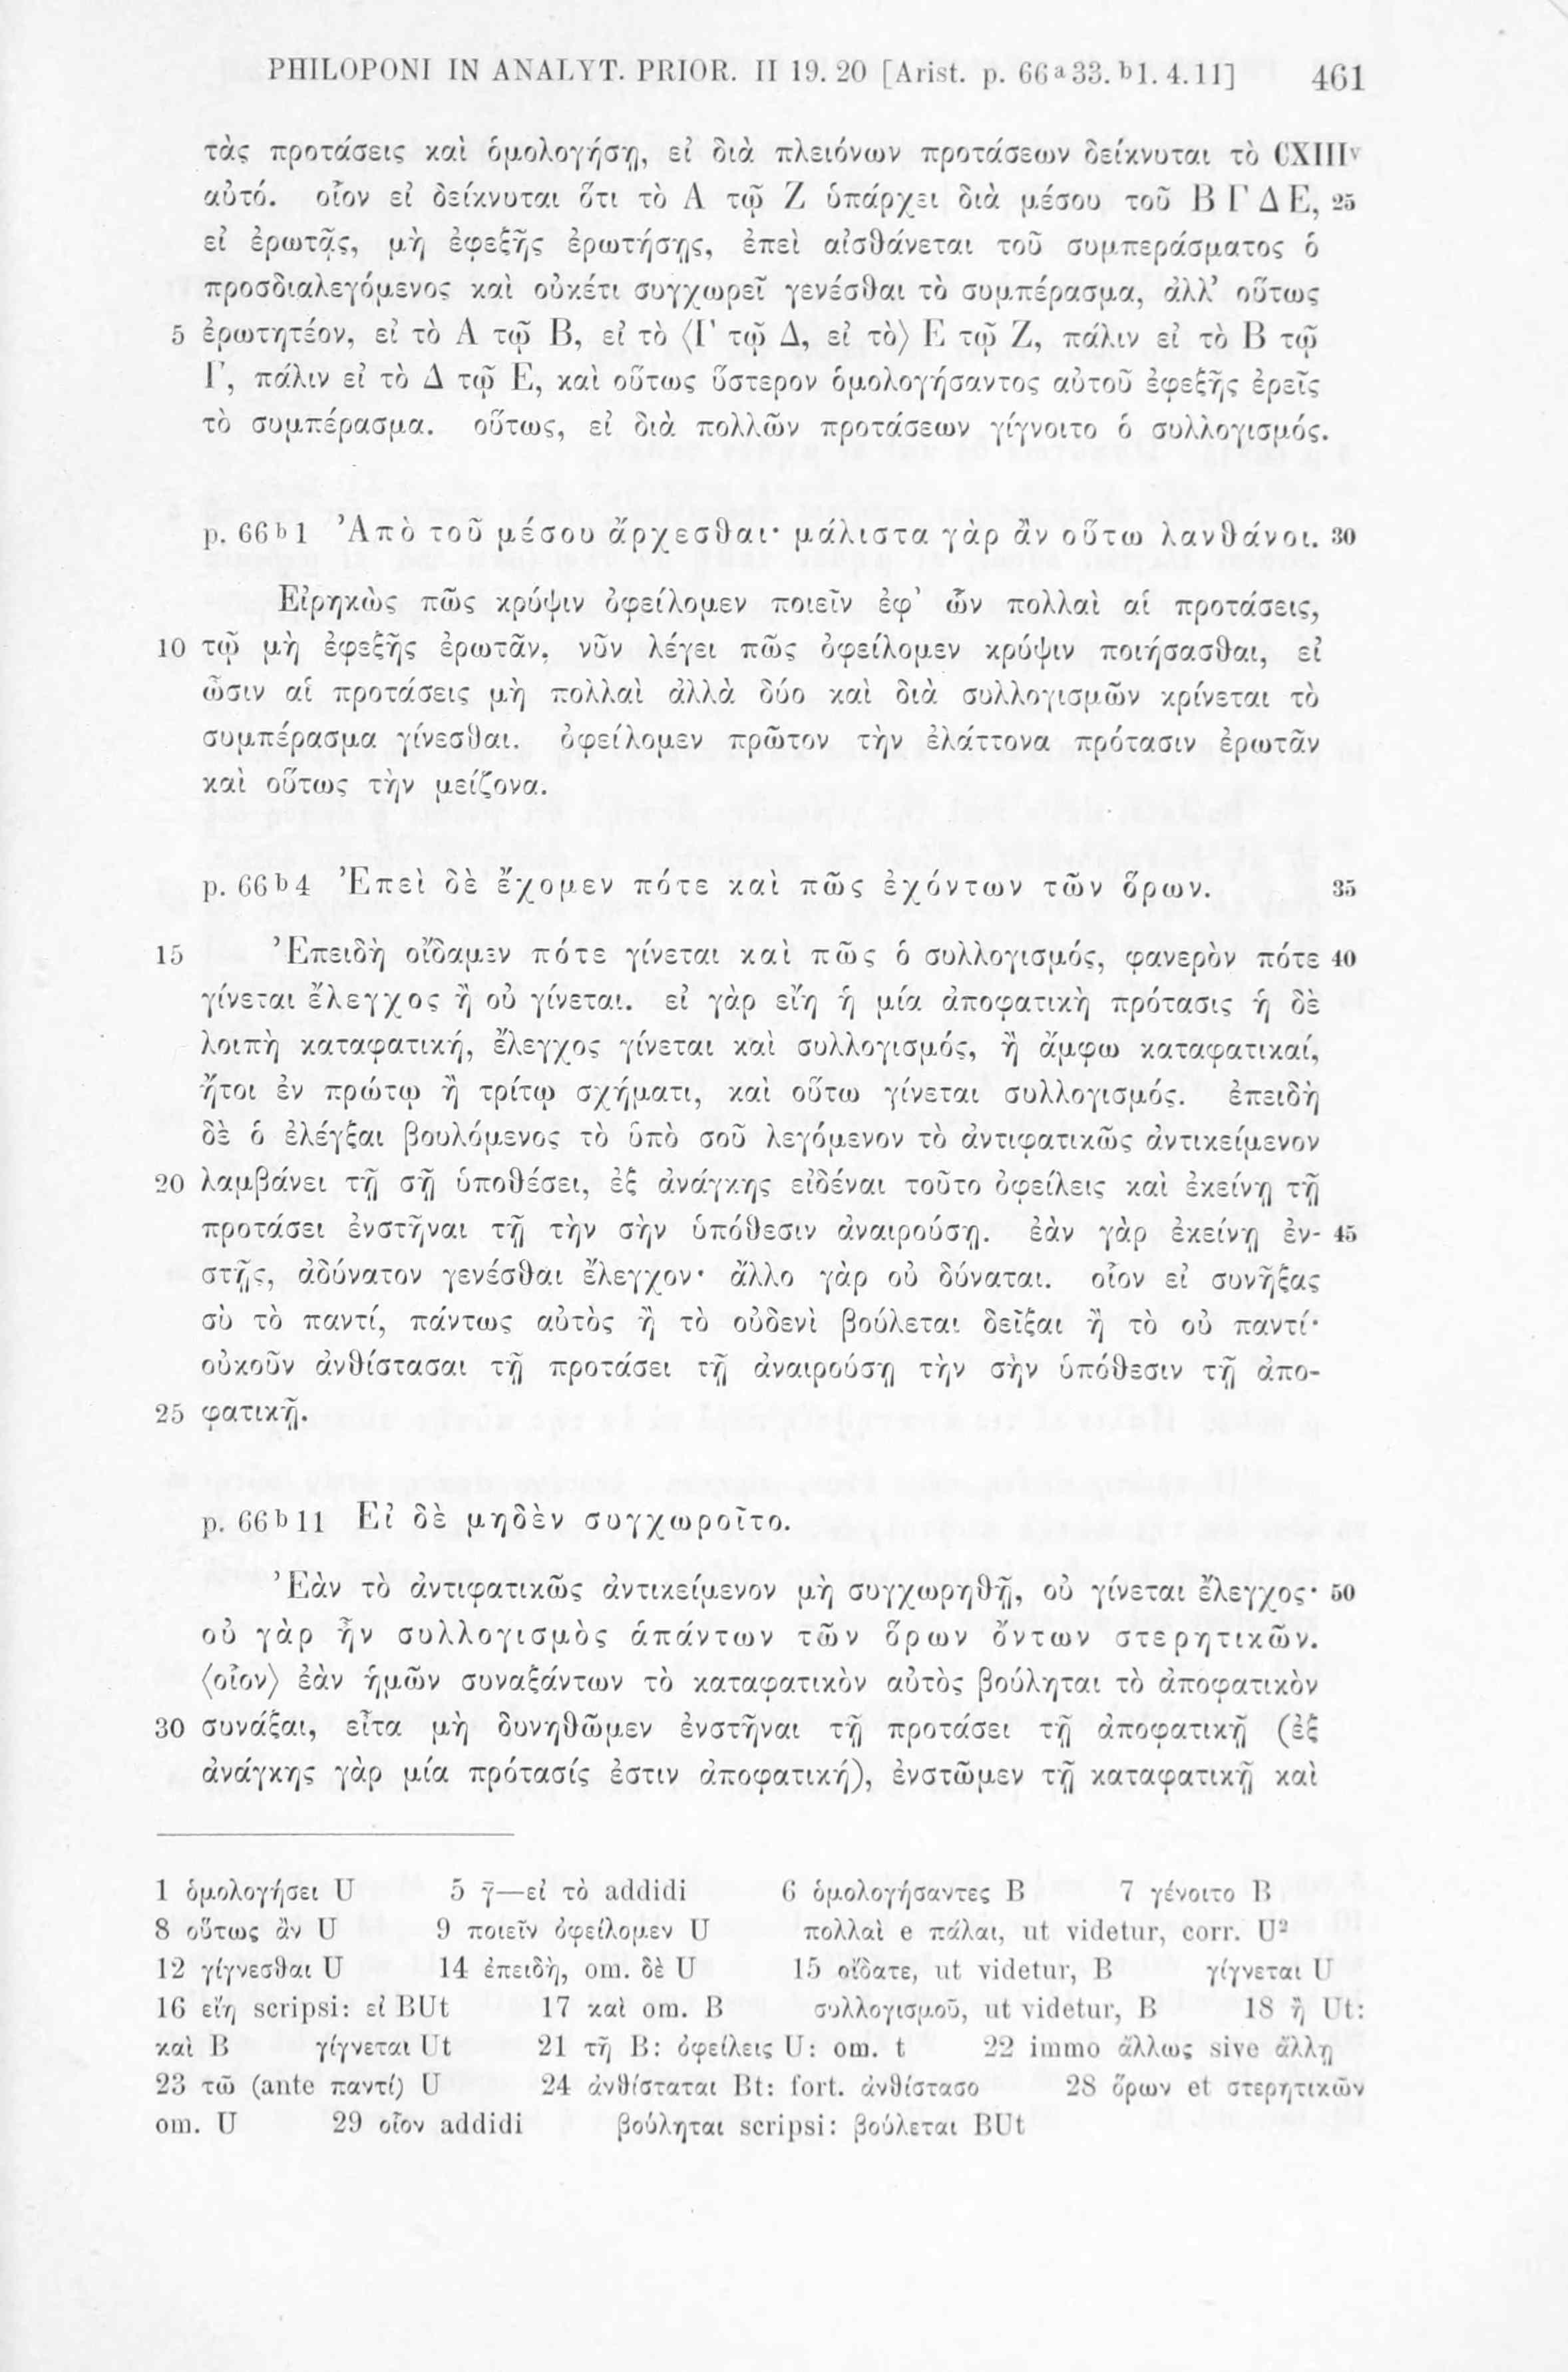 PHILOPONI IN ANALYT. PRIOR. II 19. 20 [Arist. p. 66ᵃ33. ᵇ1. 4. 11] 461
τὰς προτάσεις καὶ ὁμολογήσῃ, εἰ διὰ πλειόνων προτάσεων δείκνυται τὸ CXIIIᵛ
αὐτό. οἷον εἰ δείκνυται ὅτι τὸ Α τῷ Ζ ὑπάρχει διὰ μέσου τοῦ Β Γ Δ Ε, 25
εἰ ἐρωτᾷς, μὴ ἐφεξῆς ἐρωτήσῃς, ἐπεὶ αἰσθάνεται τοῦ συμπεράσματος ὁ
προσδιαλεγόμενος καὶ οὐκέτι συγχωρεῖ γενέσθαι τὸ συμπέρασμα, ἀλλ’ οὕτως
5 ἐρωτητέον, εἰ τὸ Α τῷ Β, εἰ τὸ ⟨Γ τῷ Δ, εἰ τὸ⟩ Ε τῷ Ζ, πάλιν εἰ τὸ Β τῷ
Γ, πάλιν εἰ τὸ Δ τῷ Ε, καὶ οὕτως ὕστερον ὁμολογήσαντος αὐτοῦ ἐφεξῆς ἐρεῖς
τὸ συμπέρασμα. οὕτως, εἰ διὰ πολλῶν προτάσεων γίγνοιτο ὁ συλλογισμός.
p. 66ᵇ1 Ἀπὸ τοῦ μέσου ἄρχεσθαι· μάλιστα γὰρ ἂν οὕτω λανθάνοι. 30
Εἰρηκὼς πῶς κρύψιν ὀφείλομεν ποιεῖν ἐφ’ ὧν πολλαὶ αἱ προτάσεις,
10 τῷ μὴ ἐφεξῆς ἐρωτᾶν, νῦν λέγει πῶς ὀφείλομεν κρύψιν ποιήσασθαι, εἰ
ὦσιν αἱ προτάσεις μὴ πολλαὶ ἀλλὰ δύο καὶ διὰ συλλογισμῶν κρίνεται τὸ
συμπέρασμα γίνεσθαι. ὀφείλομεν πρῶτον τὴν ἐλάττονα πρότασιν ἐρωτᾶν
καὶ οὕτως τὴν μείζονα.
p. 66ᵇ4 Ἐπεὶ δὲ ἔχομεν πότε καὶ πῶς ἐχόντων τῶν ὅρων. 35
15 Ἐπειδὴ οἴδαμεν πότε γίνεται καὶ πῶς ὁ συλλογισμός, φανερὸν πότε 40
γίνεται ἔλεγχος ἢ οὐ γίνεται. εἰ γὰρ εἴη ἡ μία ἀποφατικὴ πρότασις ἡ δὲ
λοιπὴ καταφατική, ἔλεγχος γίνεται καὶ συλλογισμός, ἢ ἄμφω καταφατικαί,
ἤτοι ἐν πρώτῳ ἢ τρίτῳ σχήματι, καὶ οὕτω γίνεται συλλογισμός. ἐπειδὴ
δὲ ὁ ἐλέγξαι βουλόμενος τὸ ὑπὸ σοῦ λεγόμενον τὸ ἀντιφατικῶς ἀντικείμενον
20 λαμβάνει τῇ σῇ ὑποθέσει, ἐξ ἀνάγκης εἰδέναι τοῦτο ὀφείλεις καὶ ἐκείνῃ τῇ
προτάσει ἐνστῆναι τῇ τὴν σὴν ὑπόθεσιν ἀναιρούσῃ. ἐὰν γὰρ ἐκείνῃ ἐν- 45
στῇς, ἀδύνατον γενέσθαι ἔλεγχον· ἄλλο γὰρ οὐ δύναται. οἷον εἰ συνῆξας
σὺ τὸ παντί, πάντως αὐτὸς ἢ τὸ οὐδενὶ βούλεται δεῖξαι ἢ τὸ οὐ παντί·
οὐκοῦν ἀνθίστασαι τῇ προτάσει τῇ ἀναιρούσῃ τὴν σὴν ὑπόθεσιν τῇ ἀπο-
25 φατικῇ.
p. 66ᵇ11 Εἰ δὲ μηδὲν συγχωροῖτο.
Ἐὰν τὸ ἀντιφατικῶς ἀντικείμενον μὴ συγχωρηθῇ, οὐ γίνεται ἔλεγχος· 50
οὐ γὰρ ἦν συλλογισμὸς ἁπάντων τῶν ὅρων ὄντων στερητικῶν.
⟨οἷον⟩ ἐὰν ἡμῶν συναξάντων τὸ καταφατικὸν αὐτὸς βούληται τὸ ἀποφατικὸν
30 συνάξαι, εἶτα μὴ δυνηθῶμεν ἐνστῆναι τῇ προτάσει τῇ ἀποφατικῇ (ἐξ
ἀνάγκης γὰρ μία πρότασίς ἐστιν ἀποφατική), ἐνστῶμεν τῇ καταφατικῇ καὶ
1 ὁμολογήσει U 5 γ̄—εἰ τὸ addidi 6 ὁμολογήσαντες B 7 γένοιτο B
8 οὕτως ἂν U 9 ποιεῖν ὀφείλομεν U πολλαὶ e πάλαι, ut videtur, corr. U²
12 γίγνεσθαι U 14 ἐπειδὴ, om. δὲ U 15 οἴδατε, ut videtur, B γίγνεται U
16 εἴη scripsi: εἰ BUt 17 καὶ om. B συλλογισμοῦ, ut videtur, B 18 ἢ Ut:
καὶ B γίγνεται Ut 21 τῇ B: ὀφείλεις U: om. t 22 immo ἄλλως sive ἄλλῃ
23 τῶ (ante παντί) U 24 ἀνθίσταται Bt: fort. ἀνθίστασο 28 ὅρων et στερητικῶν
om. U 29 οἷον addidi βούληται scripsi: βούλεται BUt